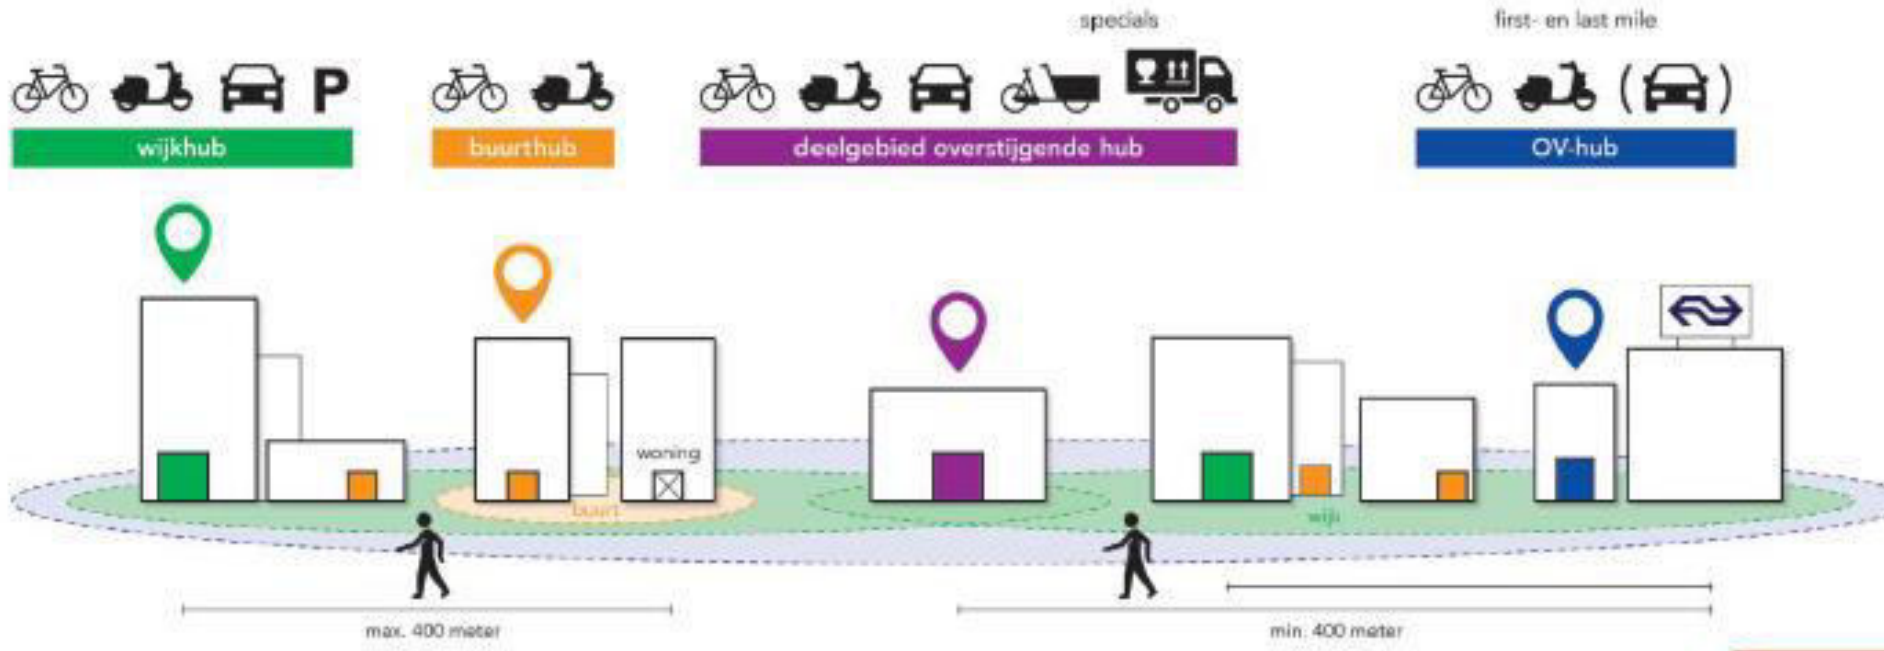 specials
first- en last mile
P
( )
wijkhub
buurthub
deelgebied overstijgende hub
OV-hub
woning
buurt
wijk
max. 400 meter
min. 400 meter